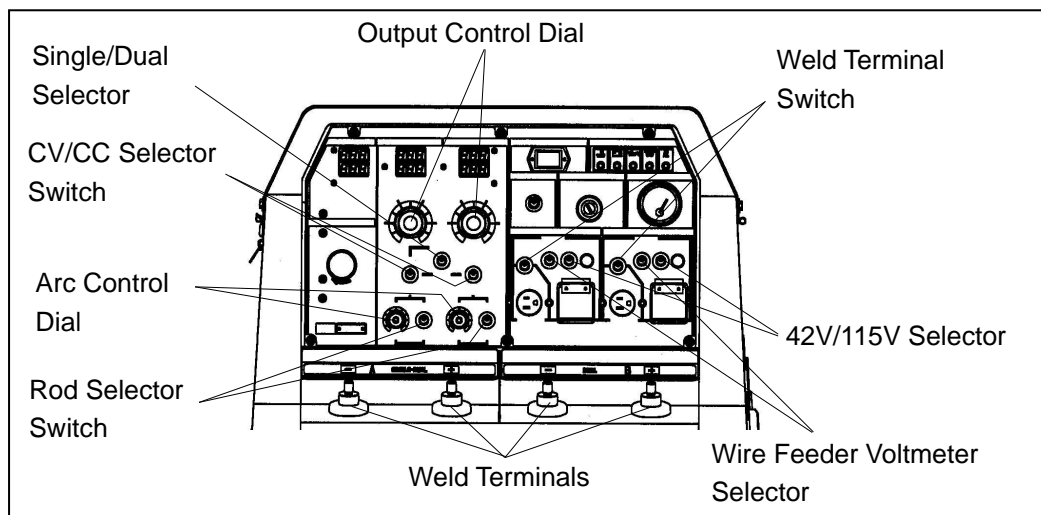 Output Control Dial
Single/Dual
Selector
Weld Terminal
Switch
CV/CC Selector
Switch
Arc Control
Dial
42V/115V Selector
Rod Selector
Switch
A
B
Weld Terminals
Wire Feeder Voltmeter
Selector